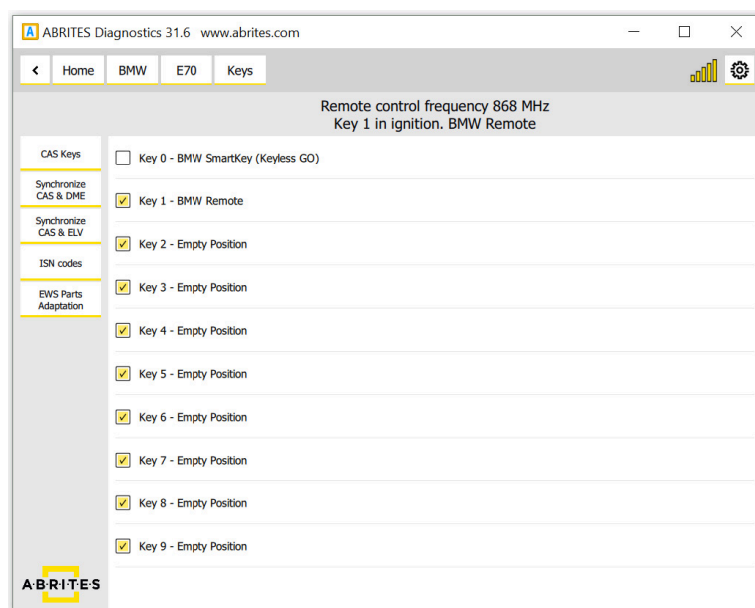 ABRITES Diagnostics 31.6 www.abrites.com
Home BMW E70 Keys
Remote control frequency 868 MHz
Key 1 in ignition. BMW Remote
CAS Keys
Synchronize
CAS & DME
Synchronize
CAS & ELV
ISN codes
EWS Parts
Adaptation
Key 0 - BMW SmartKey (Keyless GO)
Key 1 - BMW Remote
Key 2 - Empty Position
Key 3 - Empty Position
Key 4 - Empty Position
Key 5 - Empty Position
Key 6 - Empty Position
Key 7 - Empty Position
Key 8 - Empty Position
Key 9 - Empty Position
A·B·R·I·T·E·S